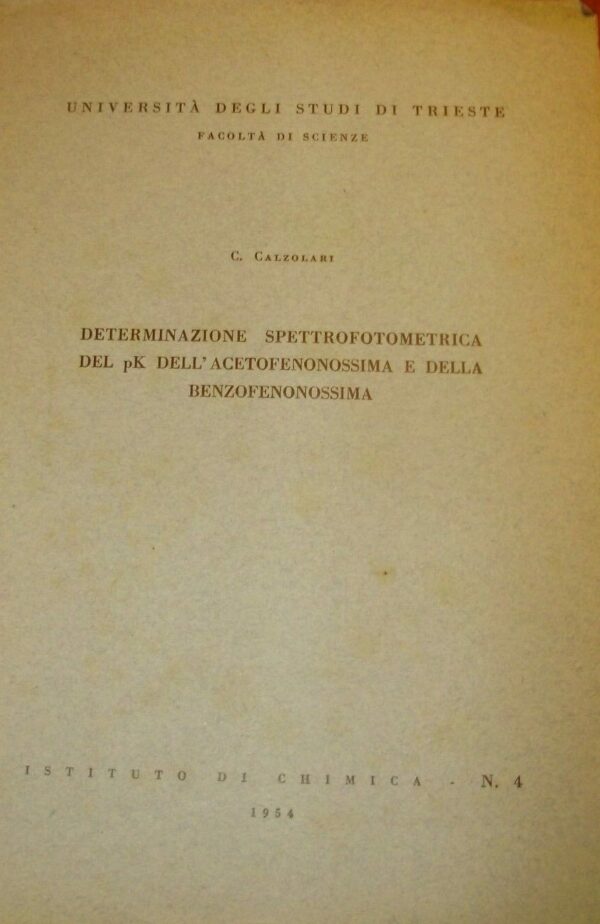 UNIVERSITÀ DEGLI STUDI DI TRIESTE
FACOLTÀ DI SCIENZE
C. CALZOLARI
DETERMINAZIONE SPETTROFOTOMETRICA
DEL pK DELL'ACETOFENONOSSIMA E DELLA
BENZOFENONOSSIMA
ISTITUTO DI CHIMICA - N. 4
1954